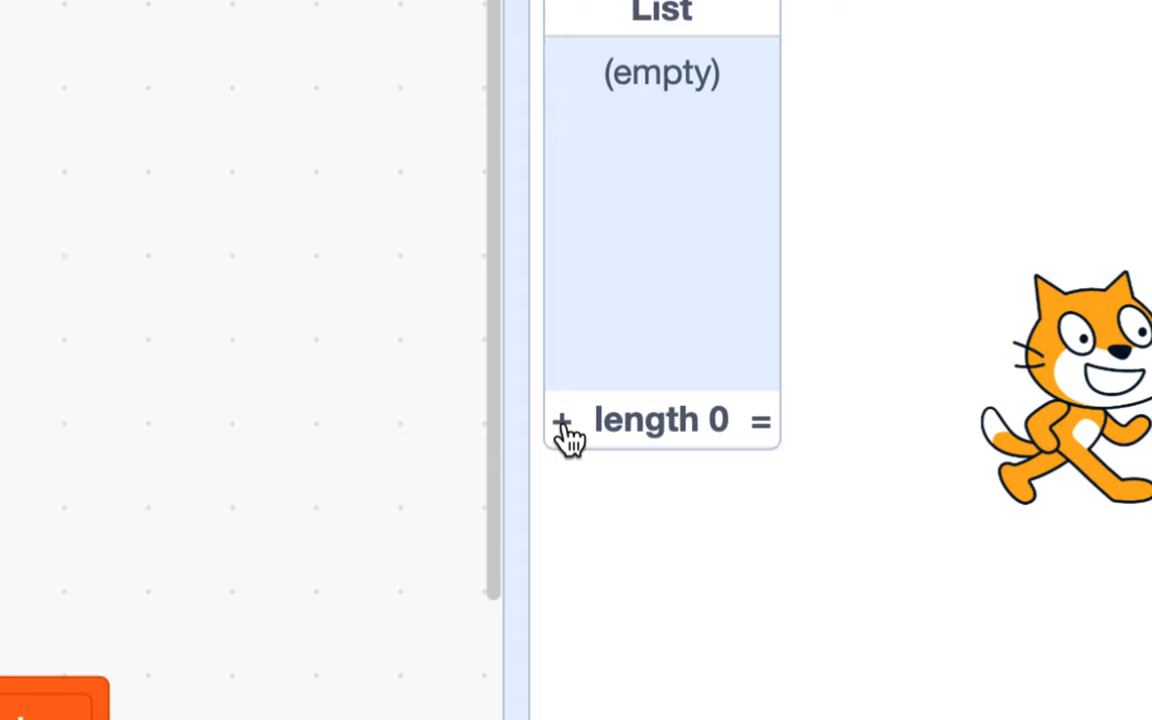 List
(empty)
+ length 0 =